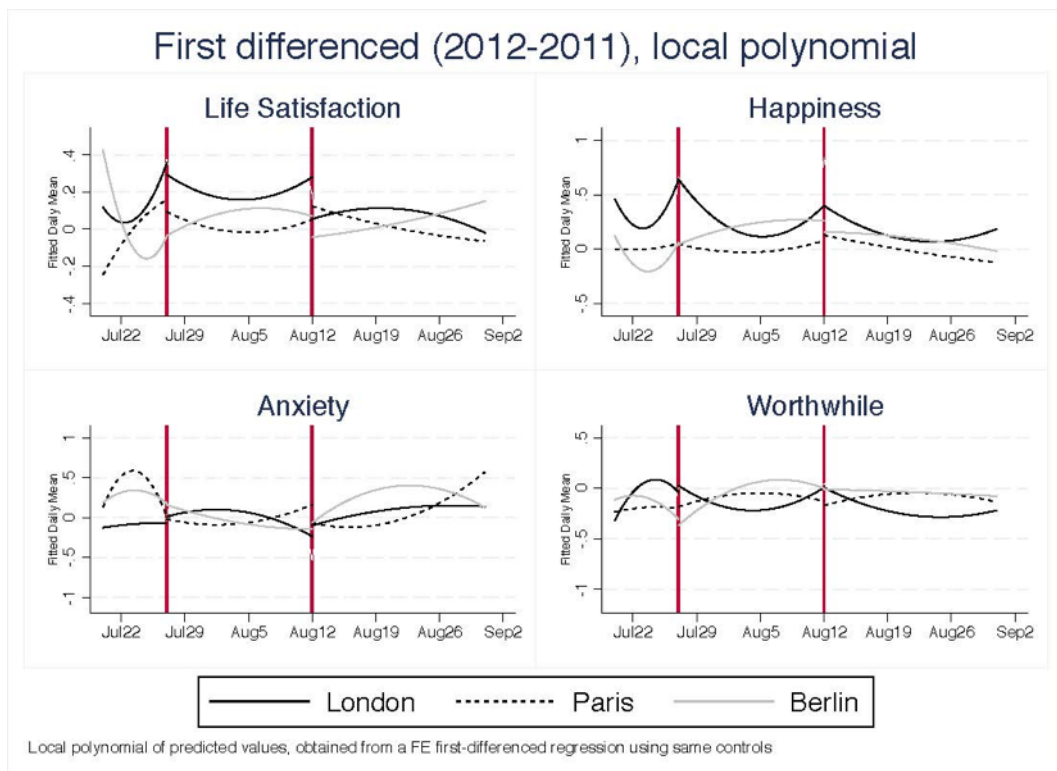 First differenced (2012-2011), local polynomial
Life Satisfaction
Fitted Daily Mean
.4
.2
0
-.2
-.4
Jul22 Jul29 Aug5 Aug12 Aug19 Aug26 Sep2
Happiness
Fitted Daily Mean
1
.5
0
-.5
Jul22 Jul29 Aug5 Aug12 Aug19 Aug26 Sep2
Anxiety
Fitted Daily Mean
1
.5
0
-.5
-1
Jul22 Jul29 Aug5 Aug12 Aug19 Aug26 Sep2
Worthwhile
Fitted Daily Mean
.5
0
-.5
-1
Jul22 Jul29 Aug5 Aug12 Aug19 Aug26 Sep2
London Paris Berlin
Local polynomial of predicted values, obtained from a FE first-differenced regression using same controls